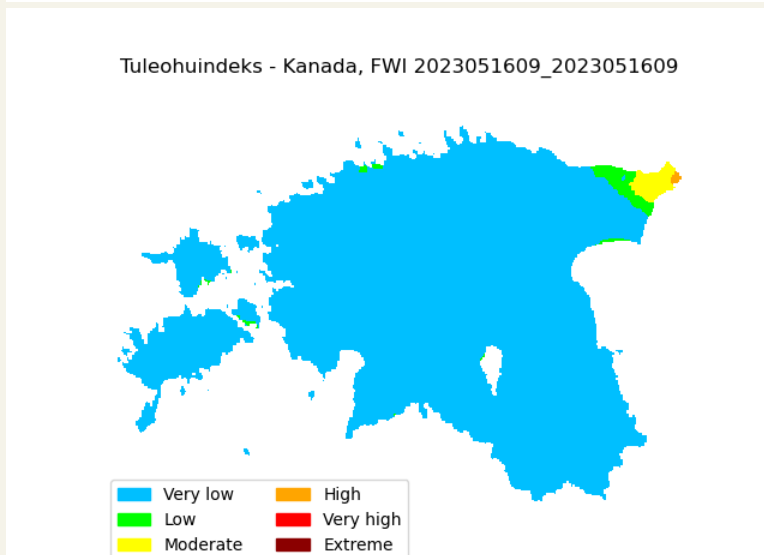 Tuleohuindeks - Kanada, FWI 2023051609_2023051609
Very low
High
Low
Very high
Moderate
Extreme